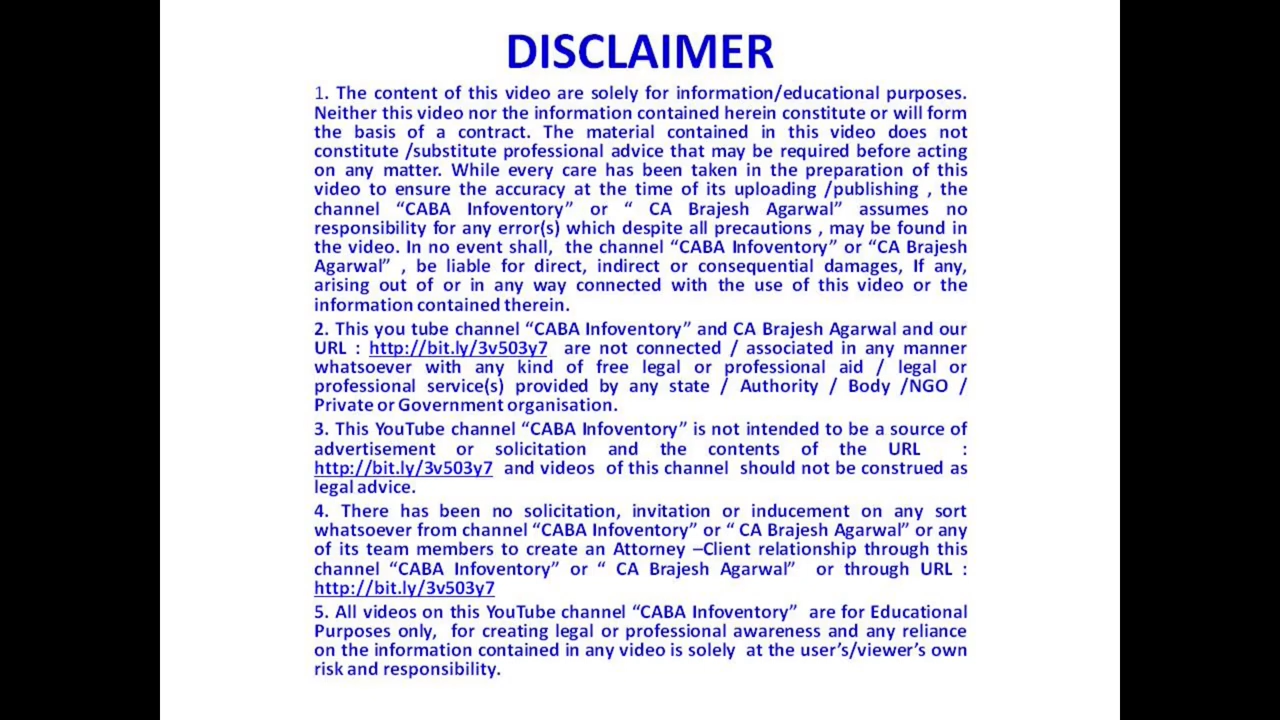 DISCLAIMER
1. The content of this video are solely for information/educational purposes.
Neither this video nor the information contained herein constitute or will form
the basis of a contract. The material contained in this video does not
constitute /substitute professional advice that may be required before acting
on any matter. While every care has been taken in the preparation of this
video to ensure the accuracy at the time of its uploading /publishing , the
channel “CABA Infoventory” or “ CA Brajesh Agarwal” assumes no
responsibility for any error(s) which despite all precautions , may be found in
the video. In no event shall, the channel “CABA Infoventory” or “CA Brajesh
Agarwal” , be liable for direct, indirect or consequential damages, If any,
arising out of or in any way connected with the use of this video or the
information contained therein.
2. This you tube channel “CABA Infoventory” and CA Brajesh Agarwal and our
URL : http://bit.ly/3v503y7 are not connected / associated in any manner
whatsoever with any kind of free legal or professional aid / legal or
professional service(s) provided by any state / Authority / Body /NGO /
Private or Government organisation.
3. This YouTube channel “CABA Infoventory” is not intended to be a source of
advertisement or solicitation and the contents of the URL :
http://bit.ly/3v503y7 and videos of this channel should not be construed as
legal advice.
4. There has been no solicitation, invitation or inducement on any sort
whatsoever from channel “CABA Infoventory” or “ CA Brajesh Agarwal” or any
of its team members to create an Attorney –Client relationship through this
channel “CABA Infoventory” or “ CA Brajesh Agarwal” or through URL :
http://bit.ly/3v503y7
5. All videos on this YouTube channel “CABA Infoventory” are for Educational
Purposes only, for creating legal or professional awareness and any reliance
on the information contained in any video is solely at the user’s/viewer’s own
risk and responsibility.